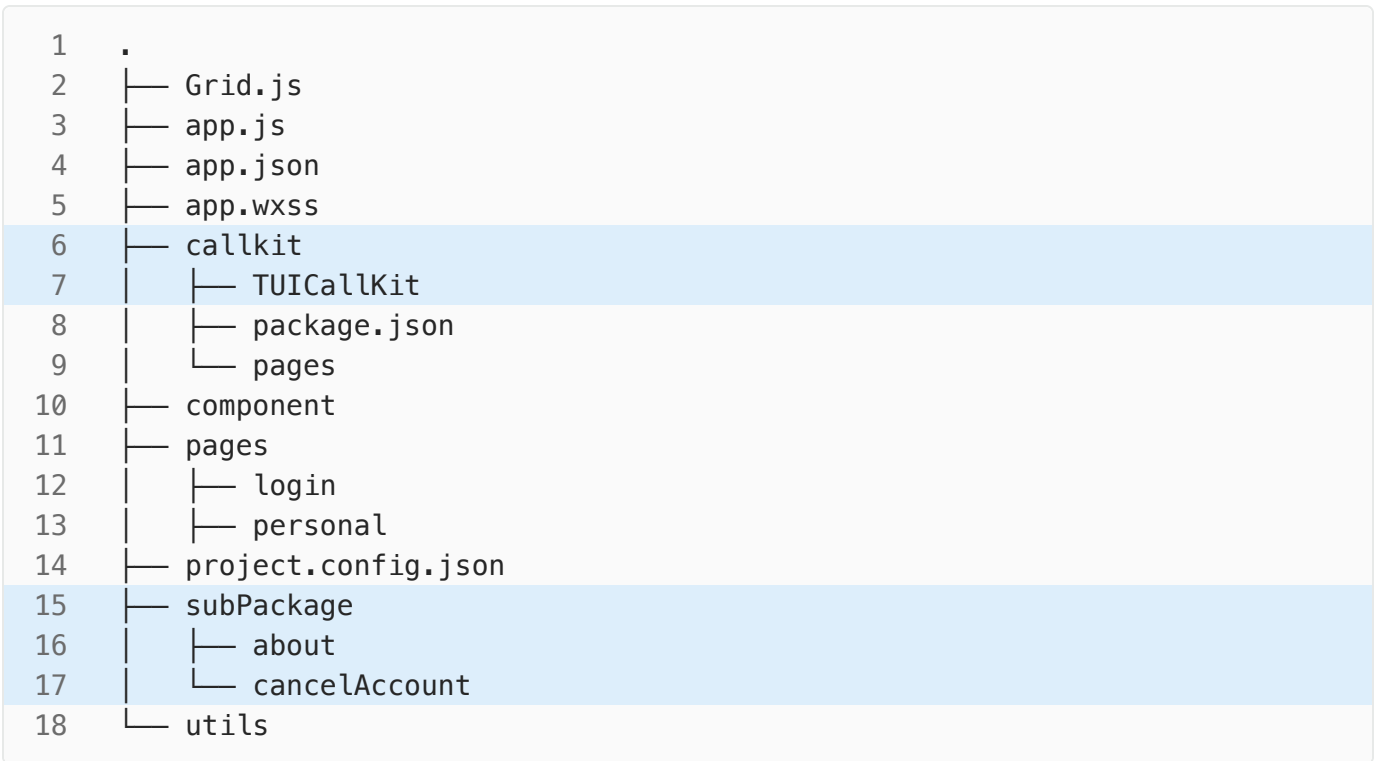 1 .
2 ├── Grid.js
3 ├── app.js
4 ├── app.json
5 ├── app.wxss
6 ├── callkit
7 │   ├── TUICallKit
8 │   ├── package.json
9 │   └── pages
10 ├── component
11 ├── pages
12 │   ├── login
13 │   ├── personal
14 ├── project.config.json
15 ├── subPackage
16 │   ├── about
17 │   └── cancelAccount
18 └── utils